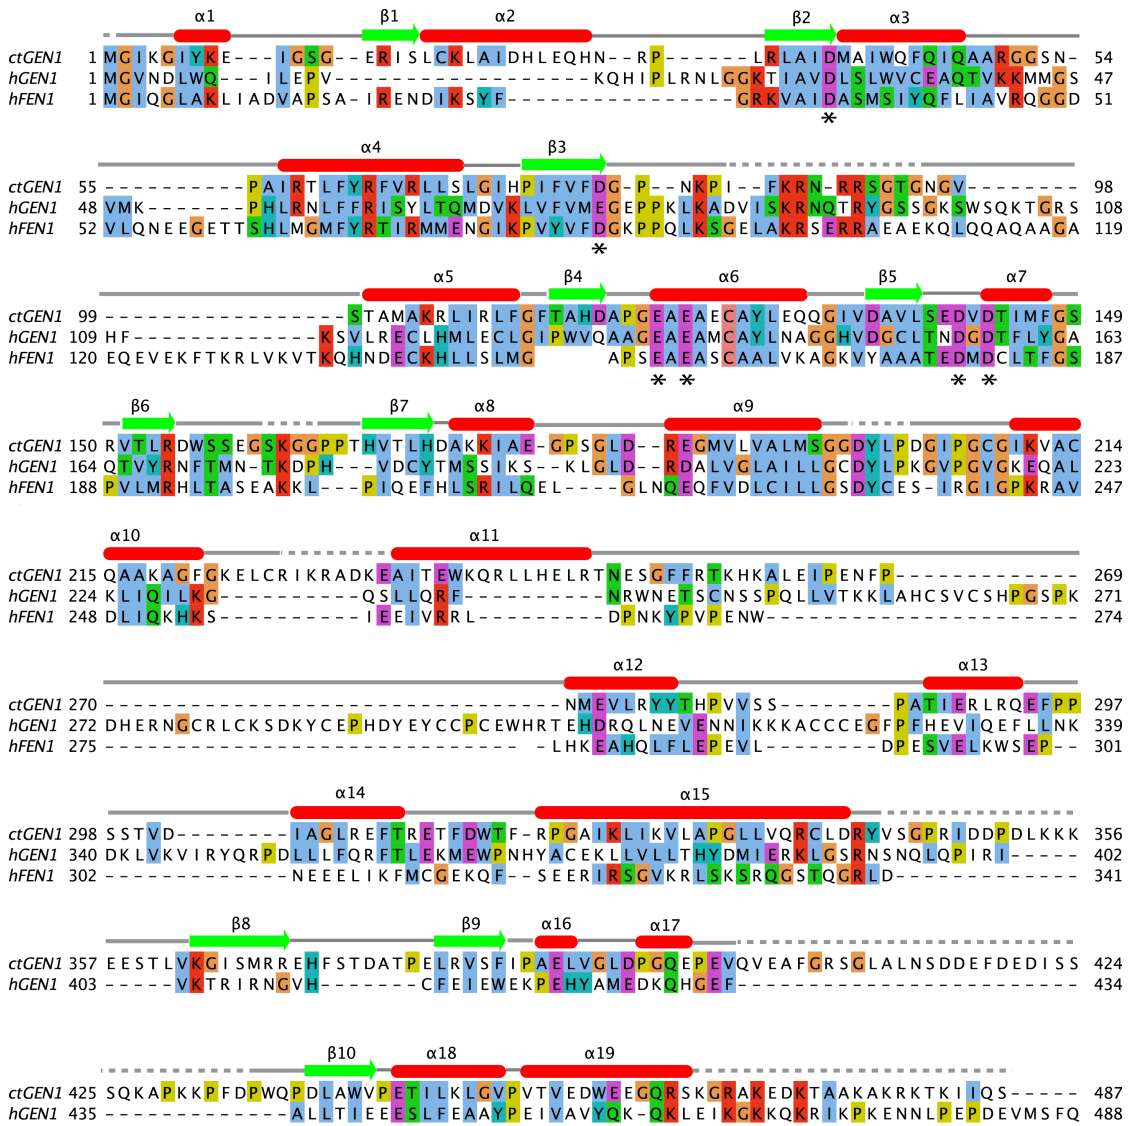 α1 β1 α2 β2 α3
ctGEN1 1 MGIKGIYKE---IGSG--ERISLCKLAIDHLEQHN--RP-------LRLAIDMAIWQFQIQAARGGSN- 54
hGEN1 1 MGVNDLWQ---ILEPV------------------KQHIPLRNLGGKTIAVDLSLWVCEAQTVKKMMGS 47
hFEN1 1 MGIQGLAKLIADVAPSA-IRENDIKSYF----------------GRKVAIDASMSIYQFLIAVRQGGD 51
*
α4 β3
ctGEN1 55 ----------PAIRTLFYRFVRLLSLGIHPIFVFDG-P--NKPI--FKRN-RRSGTGNGV-------- 98
hGEN1 48 VMK-------PHLRNLFFRISYLTQMDVKLVFVMEGEPPKLKADVISKRNQTRYGSSGKSWSQKTGRS 108
hFEN1 52 VLQNEEGETTSHLMGMFYRTIRMMENGIKPVYVFDGKPPQLKSGELAKRSERRAEAEKQLQQAQAAGA 119
*
α5 β4 α6 β5 α7
ctGEN1 99 -----------------STAMAKRLIRLFGFTAHDAPGEAEAECAYLEQQGIVDAVLSEDVDTIMFGS 149
hGEN1 109 HF-------------KSVLRECLHMLECLGIPWVQAAGEAEAMCAYLNAGGHVDGCLTNDGDTFLYGA 163
hFEN1 120 EQEVEKFTKRLVKVTKQHNDECKHLLSLMG     APSEAEASCAALVKAGKVYAAATEDMDCLTFGS 187
* * * *
β6 β7 α8 α9
ctGEN1 150 RVTLRDWSSEGSKGGPPTHVTLHDAKKIAE-GPSGLD--REGMVLVALMSGGDYLPDGIPGCGIKVAC 214
hGEN1 164 QTVYRNFTMN-TKDPH---VDCYTMSSIKS--KLGLD--RDALVGLAILLGCDYLPKGVPGVGKEQAL 223
hFEN1 188 PVLMRHLTASEAKKL---PIQEFHLSRILQEL----GLNQEQFVDLCILLGSDYCES-IRGIGPKRAV 247
α10 α11
ctGEN1 215 QAAKAGFGKELCRIKRADKEAITEWKQRLLHELRTNESGFFRTKHKALEIPENFP------------- 269
hGEN1 224 KLIQILKG----------QSLLQRF----------NRWNETSCNSSPQLLVTKKLAHCSVCSHPGSPK 271
hFEN1 248 DLIQKHKS----------IEEIVRRL---------DPNKYPVPENW---------------------- 274
α12 α13
ctGEN1 270 --------------------------------NMEVLRYYTHPVVSS--------PATIERLRQEFPP 297
hGEN1 272 DHERNGCRLCKSDKYCEPHDYEYCCPCEWHRTEHDRQLNEVENNIKKKACCCEGFPFHEVIQEFLLNK 339
hFEN1 275 -------------------------------LHKEAHQLFLEPEVL--------DPESVELKWSEP-- 301
α14 α15
ctGEN1 298 SSTVD--------IAGLREFTRETFDWTF-RPGAIKLIKVLAPGLLVQRCLDRYVSGPRIDDPDLKKK 356
hGEN1 340 DKLVKVIRYQRPDLLLFQRFTLEKMEWPNHYACEKLLVLLTHYDMIERKLGSRNSNQLQPIRI----- 402
hFEN1 302 -------------NEEELIKFMCGEKQF--SEERIRSGVKRLSKSRQGSTQGRLD------------- 341
β8 β9 α16 α17
ctGEN1 357 EESTLVKGISMRREHFSTDATPELRVSFIPAELVGLDPGQEPEVQVEAFGRSGLALNSDDEFDEDISS 424
hGEN1 403 -----VKTRIRNGVH-------CFEIEWEKPEHYAMEDKQHGEF------------------------ 434
β10 α18 α19
ctGEN1 425 SQKAPKKPFDPWQPDLAWVPETILKLGVPVTVEDWEEGQRSKGRAKEDKTAAKAKRKTKIIQS----- 487
hGEN1 435 -------------ALLTIEEESLFEAAYPEIVAVYQK-QKLEIKGKKQKRIKPKENNLPEPDEVMSFQ 488